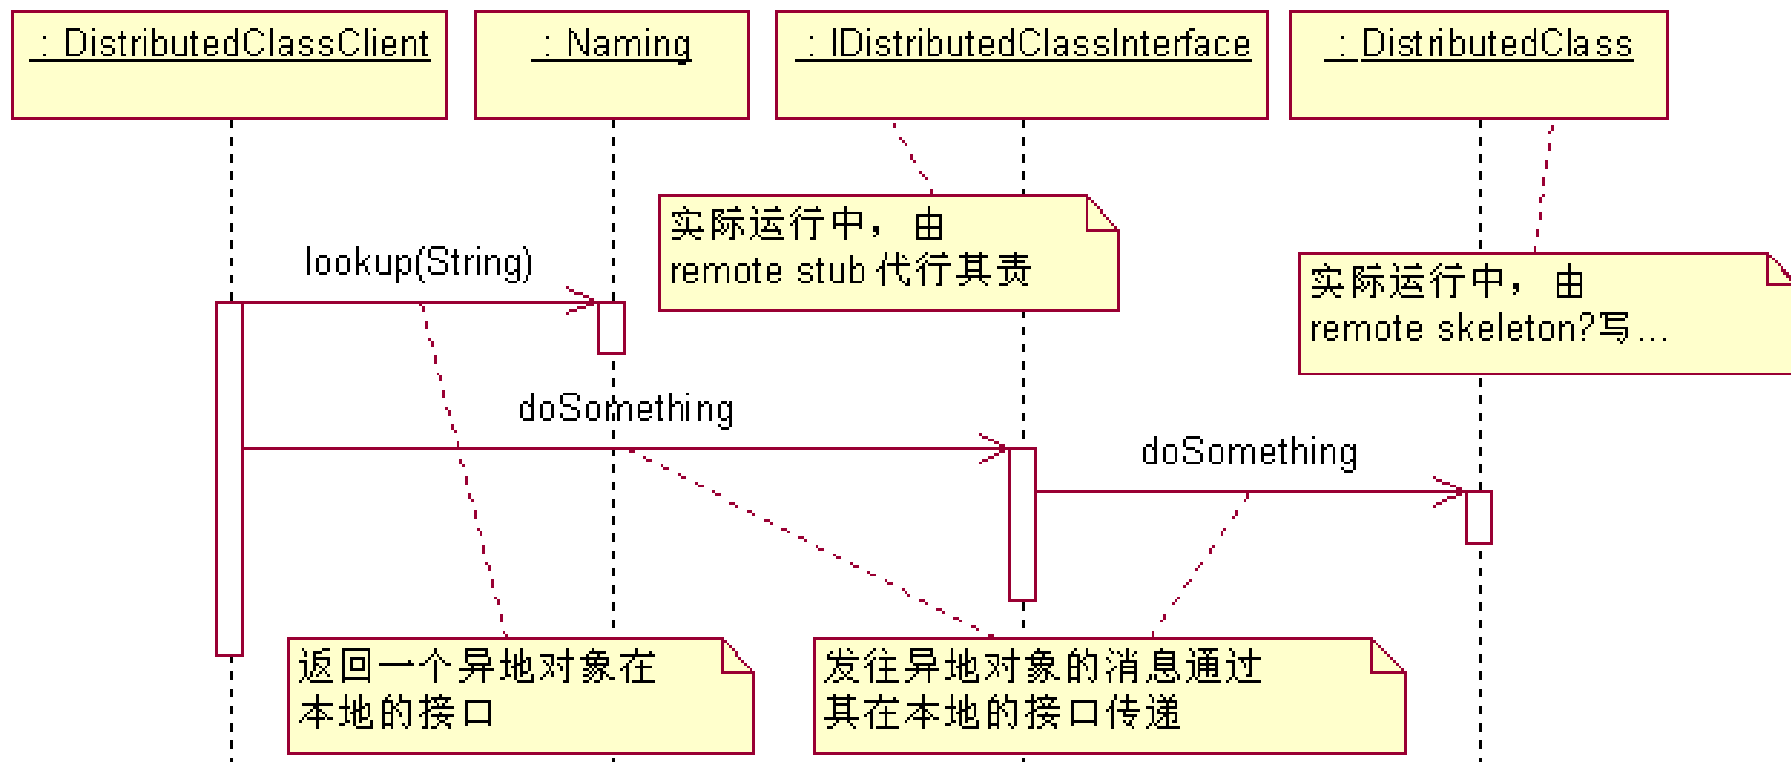 : DistributedClassClient
: Naming
: IDistributedClassInterface
: DistributedClass
实际运行中，由
remote stub 代行其责
lookup(String)
实际运行中，由
remote skeleton?写...
doSomething
doSomething
返回一个异地对象在
本地的接口
发往异地对象的消息通过
其在本地的接口传递